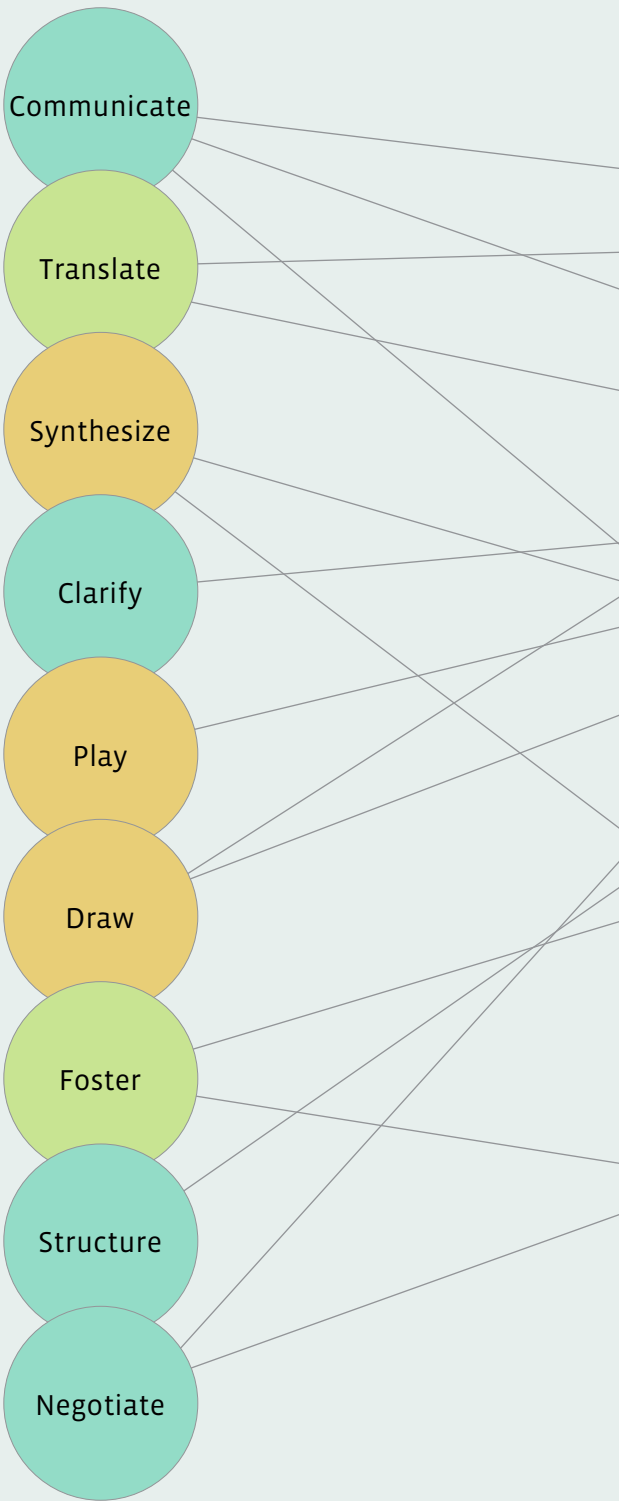 Communicate
Translate
Synthesize
Clarify
Play
Draw
Foster
Structure
Negotiate